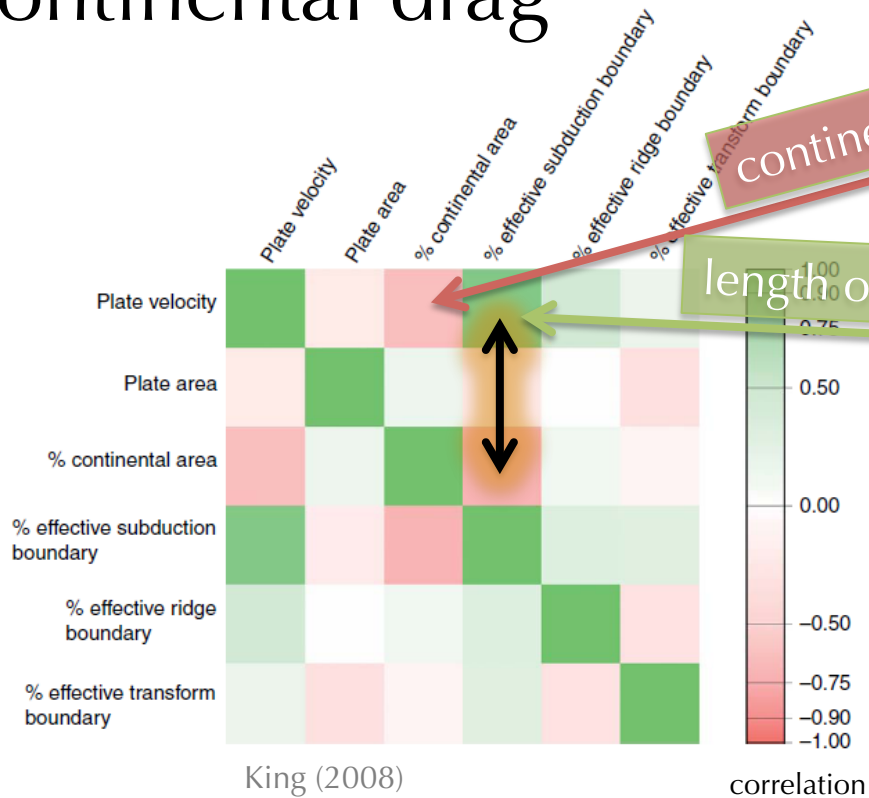 ontinental drag
Plate velocity
Plate area
% continental area
% effective subduction boundary
% effective ridge boundary
% effective transform boundary
contine
length o
Plate velocity
Plate area
% continental area
% effective subduction
boundary
% effective ridge
boundary
% effective transform
boundary
1.00
0.90
0.75
0.50
0.00
−0.50
−0.75
−0.90
−1.00
King (2008)
correlation